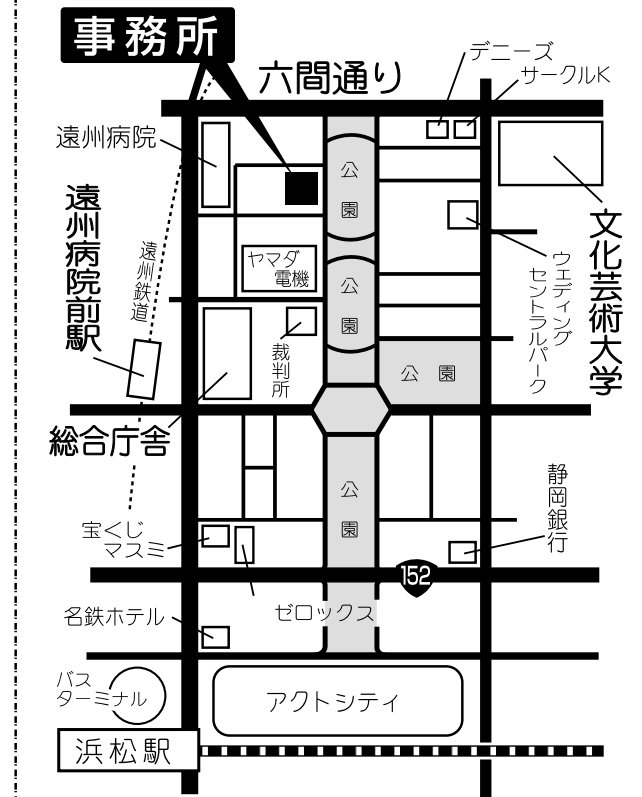 事務所
六間通り
デニーズ
サークルK
遠州病院
公園
遠州病院前駅
遠州鉄道
ヤマダ
電機
公園
文化芸術大学
ウェディング
セントラルパーク
裁判所
公園
総合庁舎
公園
静岡銀行
宝くじ
マスミ
152
ゼロックス
名鉄ホテル
バス
ターミナル
アクトシティ
浜松駅